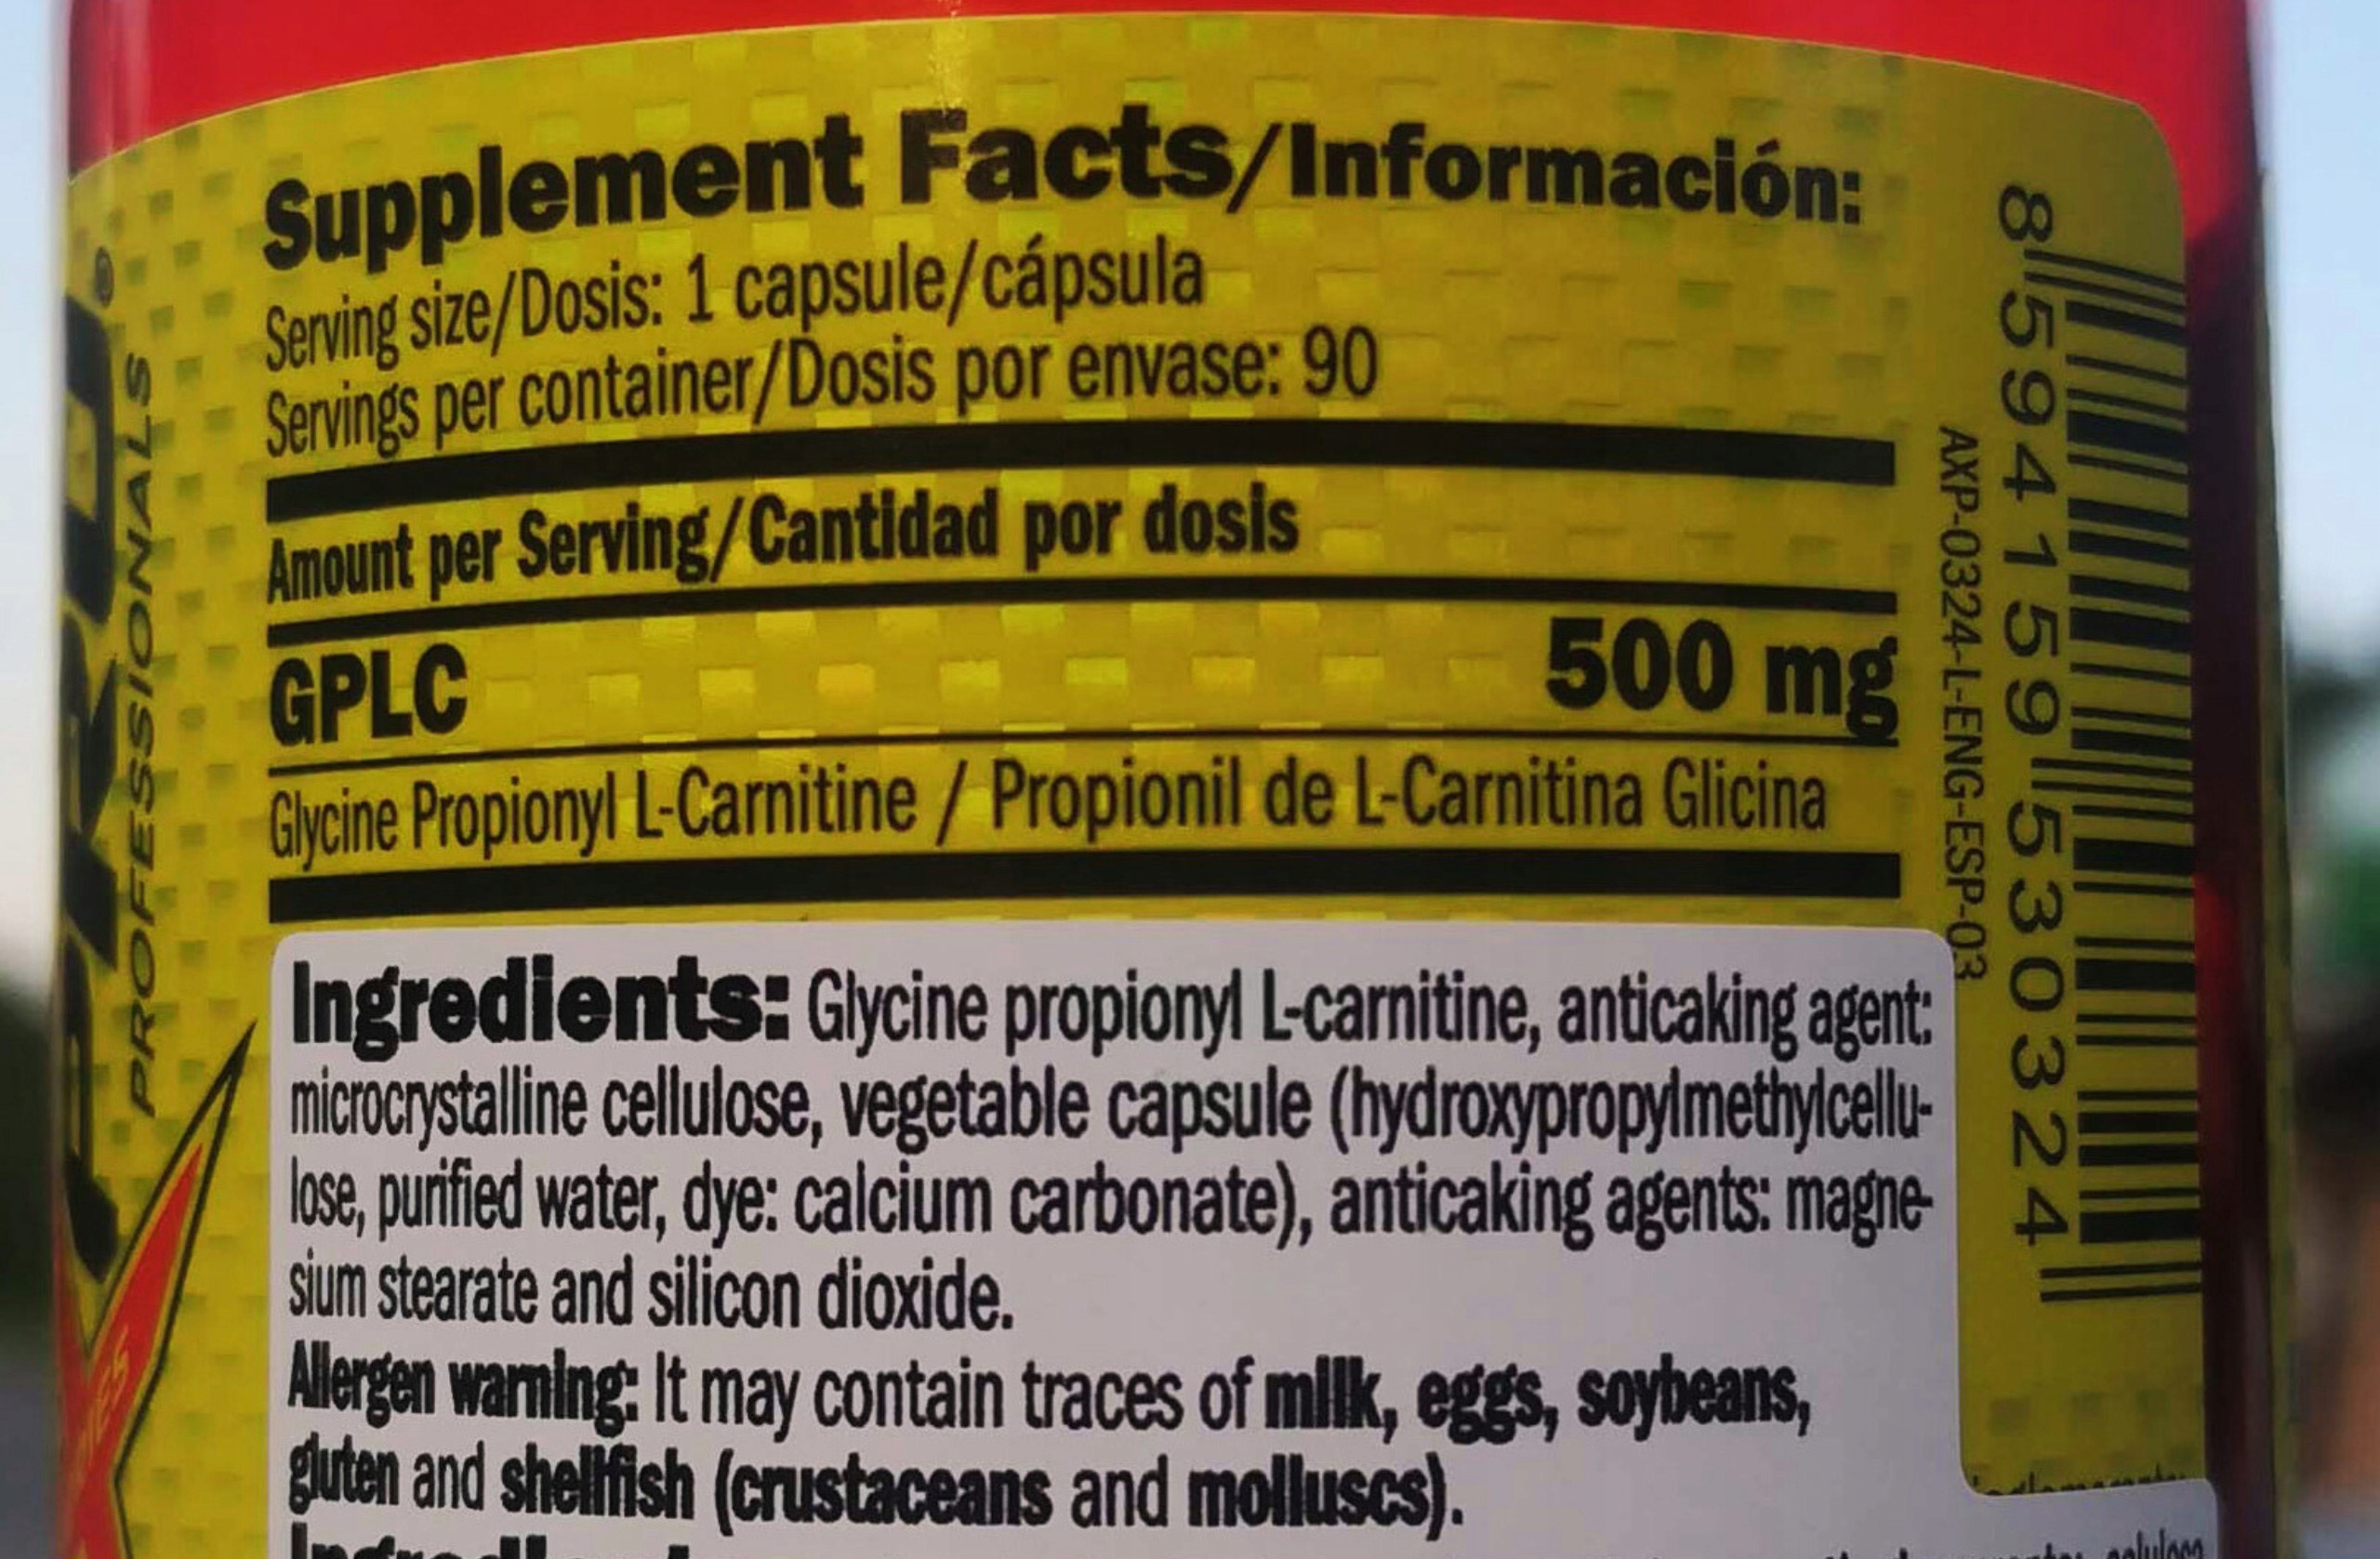 Supplement Facts/Información:
Serving size/Dosis: 1 capsule/cápsula
Servings per container/Dosis por envase: 90
Amount per Serving/Cantidad por dosis
GPLC 500 mg
Glycine Propionyl L-Carnitine / Propionil de L-Carnitina Glicina
Ingredients: Glycine propionyl L-carnitine, anticaking agent:
microcrystalline cellulose, vegetable capsule (hydroxypropylmethylcellu-
lose, purified water, dye: calcium carbonate), anticaking agents: magne-
sium stearate and silicon dioxide.
Allergen warning: It may contain traces of milk, eggs, soybeans,
gluten and shellfish (crustaceans and molluscs).
PROFESSIONALS
®
AXP-0324-L-ENG-ESP-03
8 594159 530324